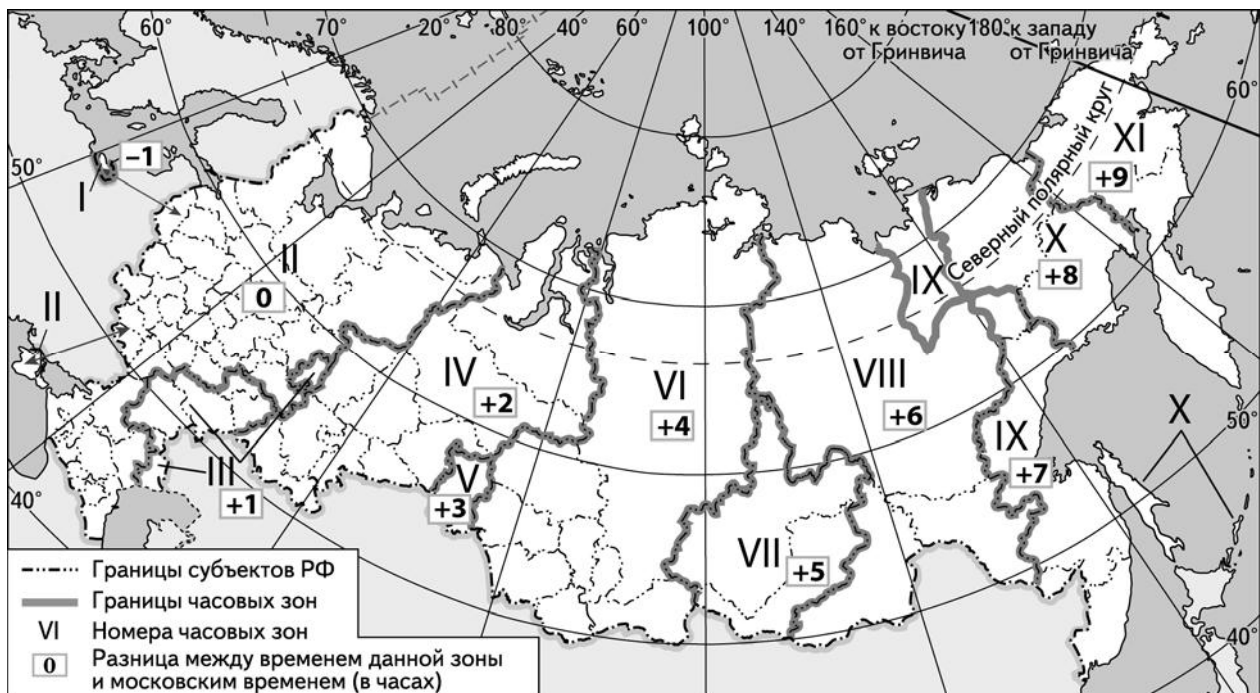 60° 70° 20° 40° 60° 80° 100° 140° 160° к востоку 180° к западу
от Гринвича от Гринвича
60°
50°
–1
I
Северный полярный круг
XI
+9
X
+8
IX
II
0
II
IV
+2
VI
+4
VIII
+6
X
50°
IX
+7
V
+3
III
+1
40°
VII
+5
40°
Границы субъектов РФ
Границы часовых зон
VI Номера часовых зон
0 Разница между временем данной зоны
и московским временем (в часах)